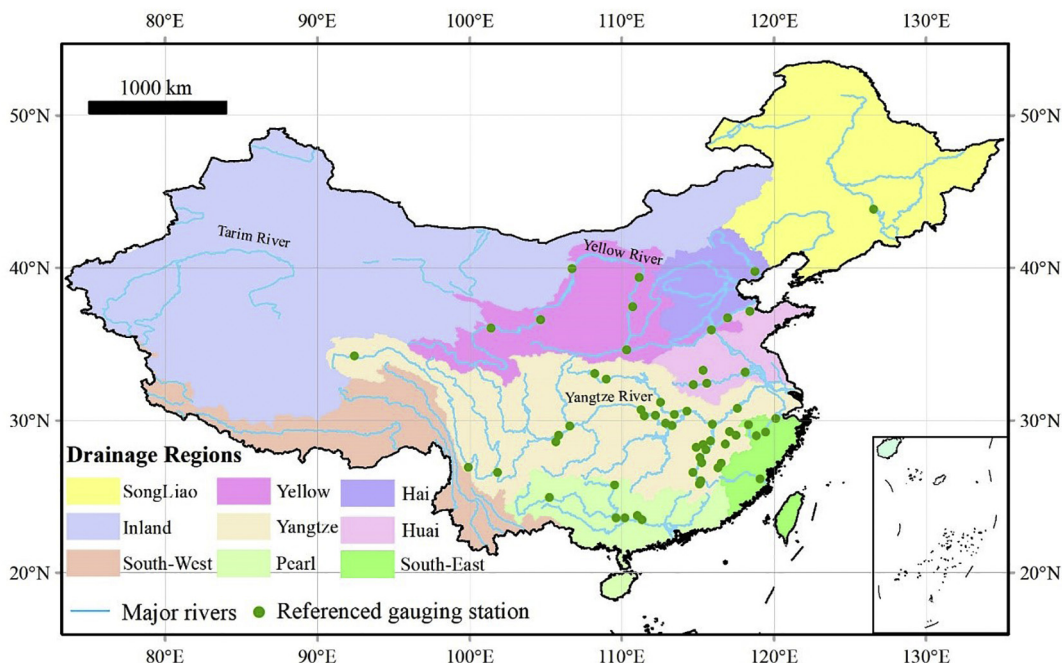 80°E 90°E 100°E 110°E 120°E 130°E
1000 km
50°N 50°N
Tarim River
Yellow River
40°N 40°N
Yangtze River
30°N 30°N
Drainage Regions
SongLiao Yellow Hai
Inland Yangtze Huai
South-West Pearl South-East
20°N 20°N
Major rivers Referenced gauging station
80°E 90°E 100°E 110°E 120°E 130°E